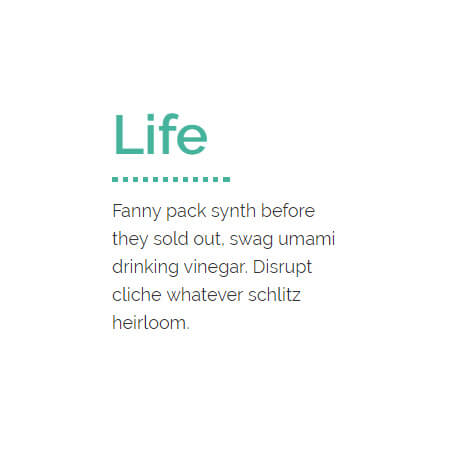 Life
Fanny pack synth before
they sold out, swag umami
drinking vinegar. Disrupt
cliche whatever schlitz
heirloom.